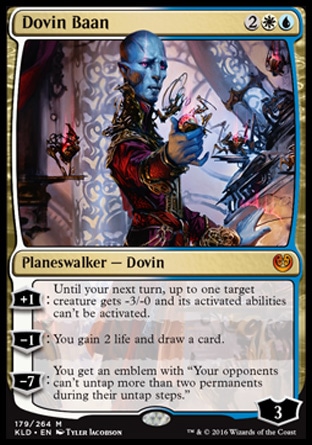 Dovin Baan 2
Planeswalker — Dovin
+1: Until your next turn, up to one target
creature gets -3/-0 and its activated abilities
can't be activated.
-1: You gain 2 life and draw a card.
-7: You get an emblem with "Your opponents
can't untap more than two permanents
during their untap steps."
3
179/264 M
KLD • EN Tyler Jacobson ™ & © 2016 Wizards of the Coast